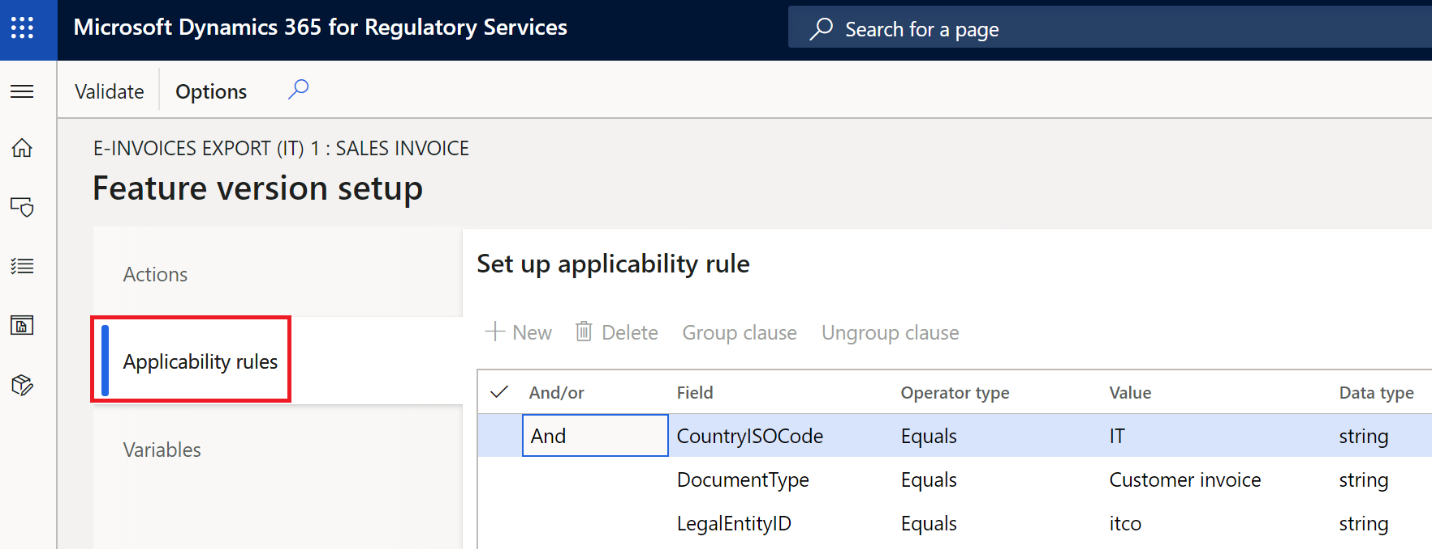 Microsoft Dynamics 365 for Regulatory Services
Search for a page
Validate
Options
E-INVOICES EXPORT (IT) 1 : SALES INVOICE
Feature version setup
Actions
Applicability rules
Variables
Set up applicability rule
New Delete Group clause Ungroup clause
And/or Field Operator type Value Data type
And CountryISOCode Equals IT string
DocumentType Equals Customer invoice string
LegalEntityID Equals itco string